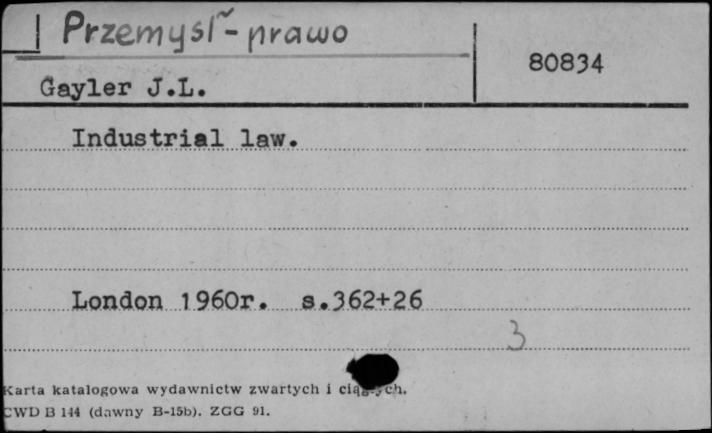 Przemysł - prawo
80834
Gayler J.L.
Industrial law.
London 1960r. s.362+26
3
Karta katalogowa wydawnictw zwartych i
CWD B 144 (dawny B-15b). ZGG 91.